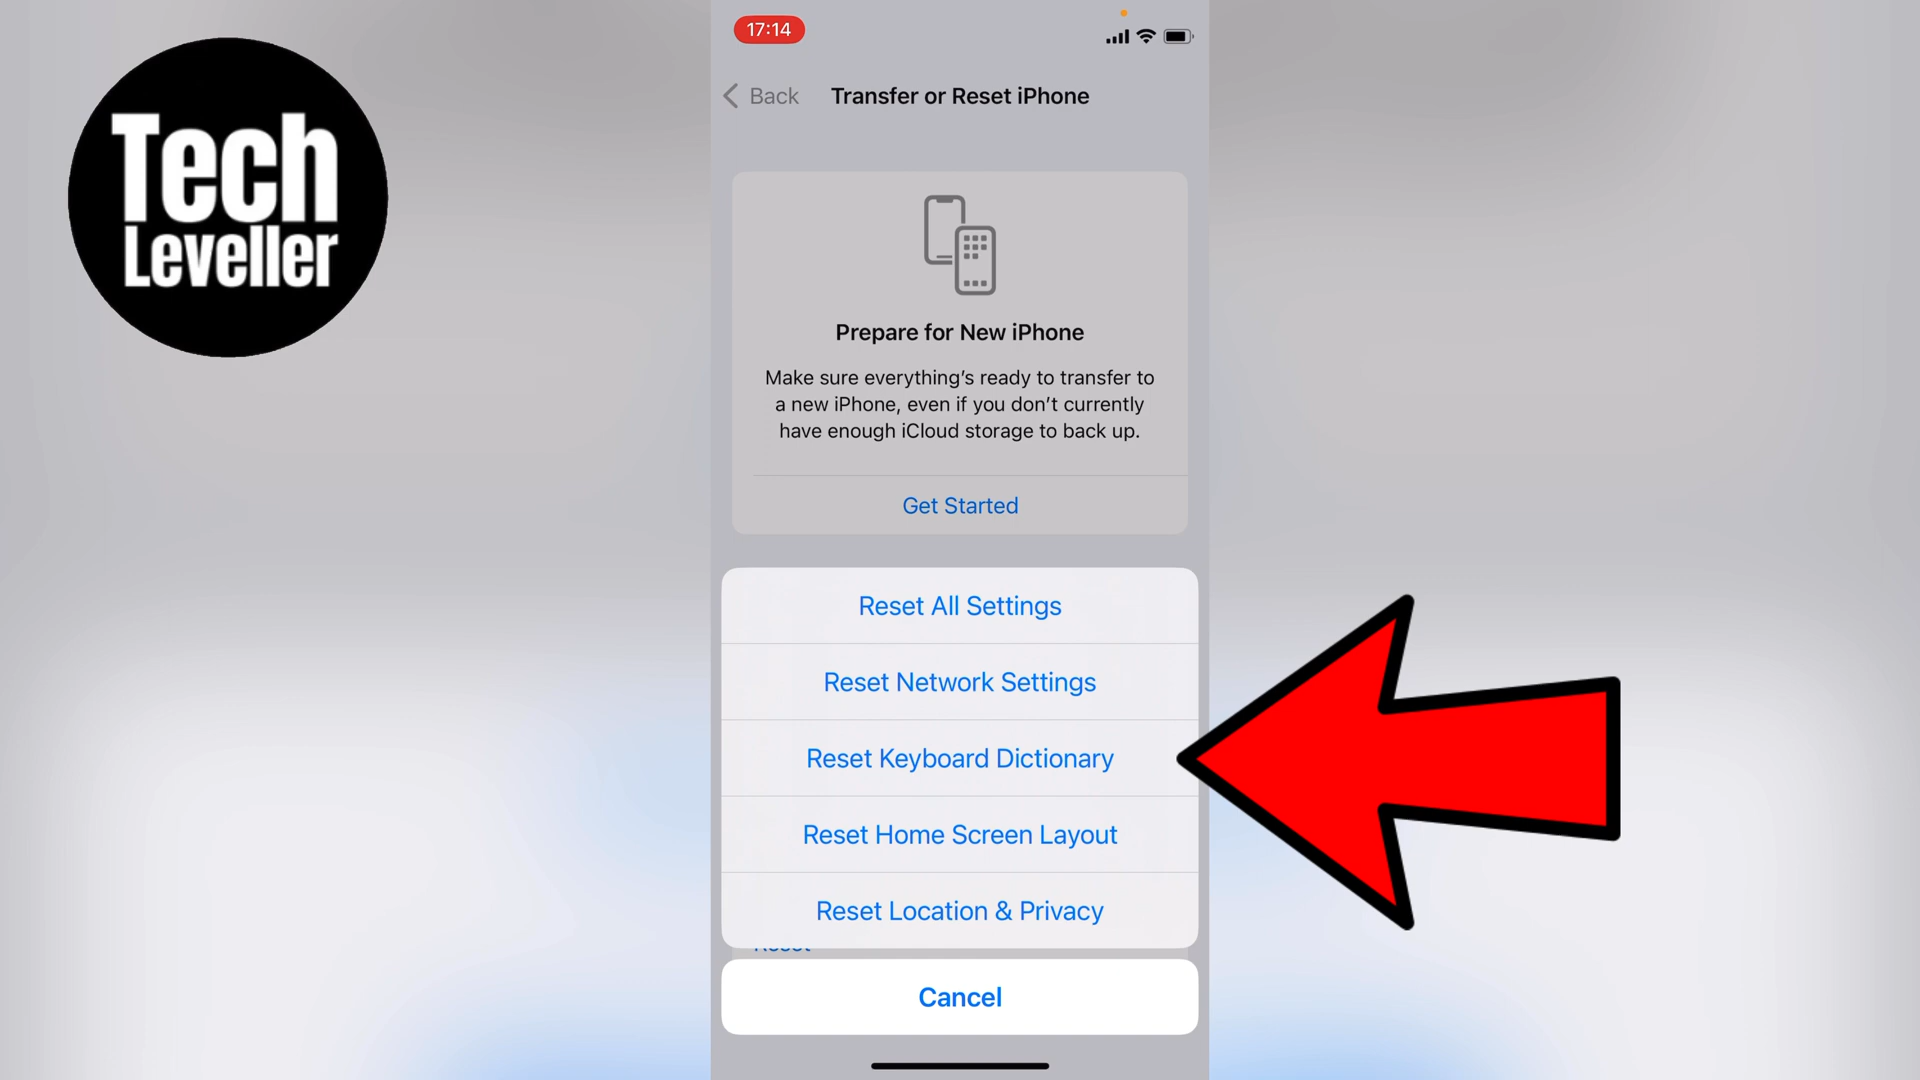 Tech
Leveller
17:14
Back
Transfer or Reset iPhone
Prepare for New iPhone
Make sure everything's ready to transfer to
a new iPhone, even if you don't currently
have enough iCloud storage to back up.
Get Started
Reset All Settings
Reset Network Settings
Reset Keyboard Dictionary
Reset Home Screen Layout
Reset Location & Privacy
Reset
Cancel